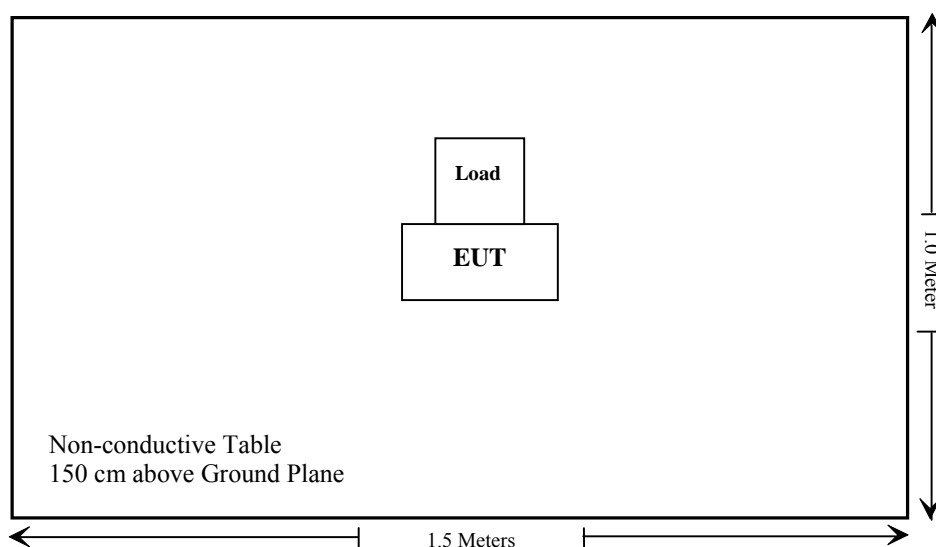 Load
EUT
1.0 Meter
Non-conductive Table
150 cm above Ground Plane
1.5 Meters